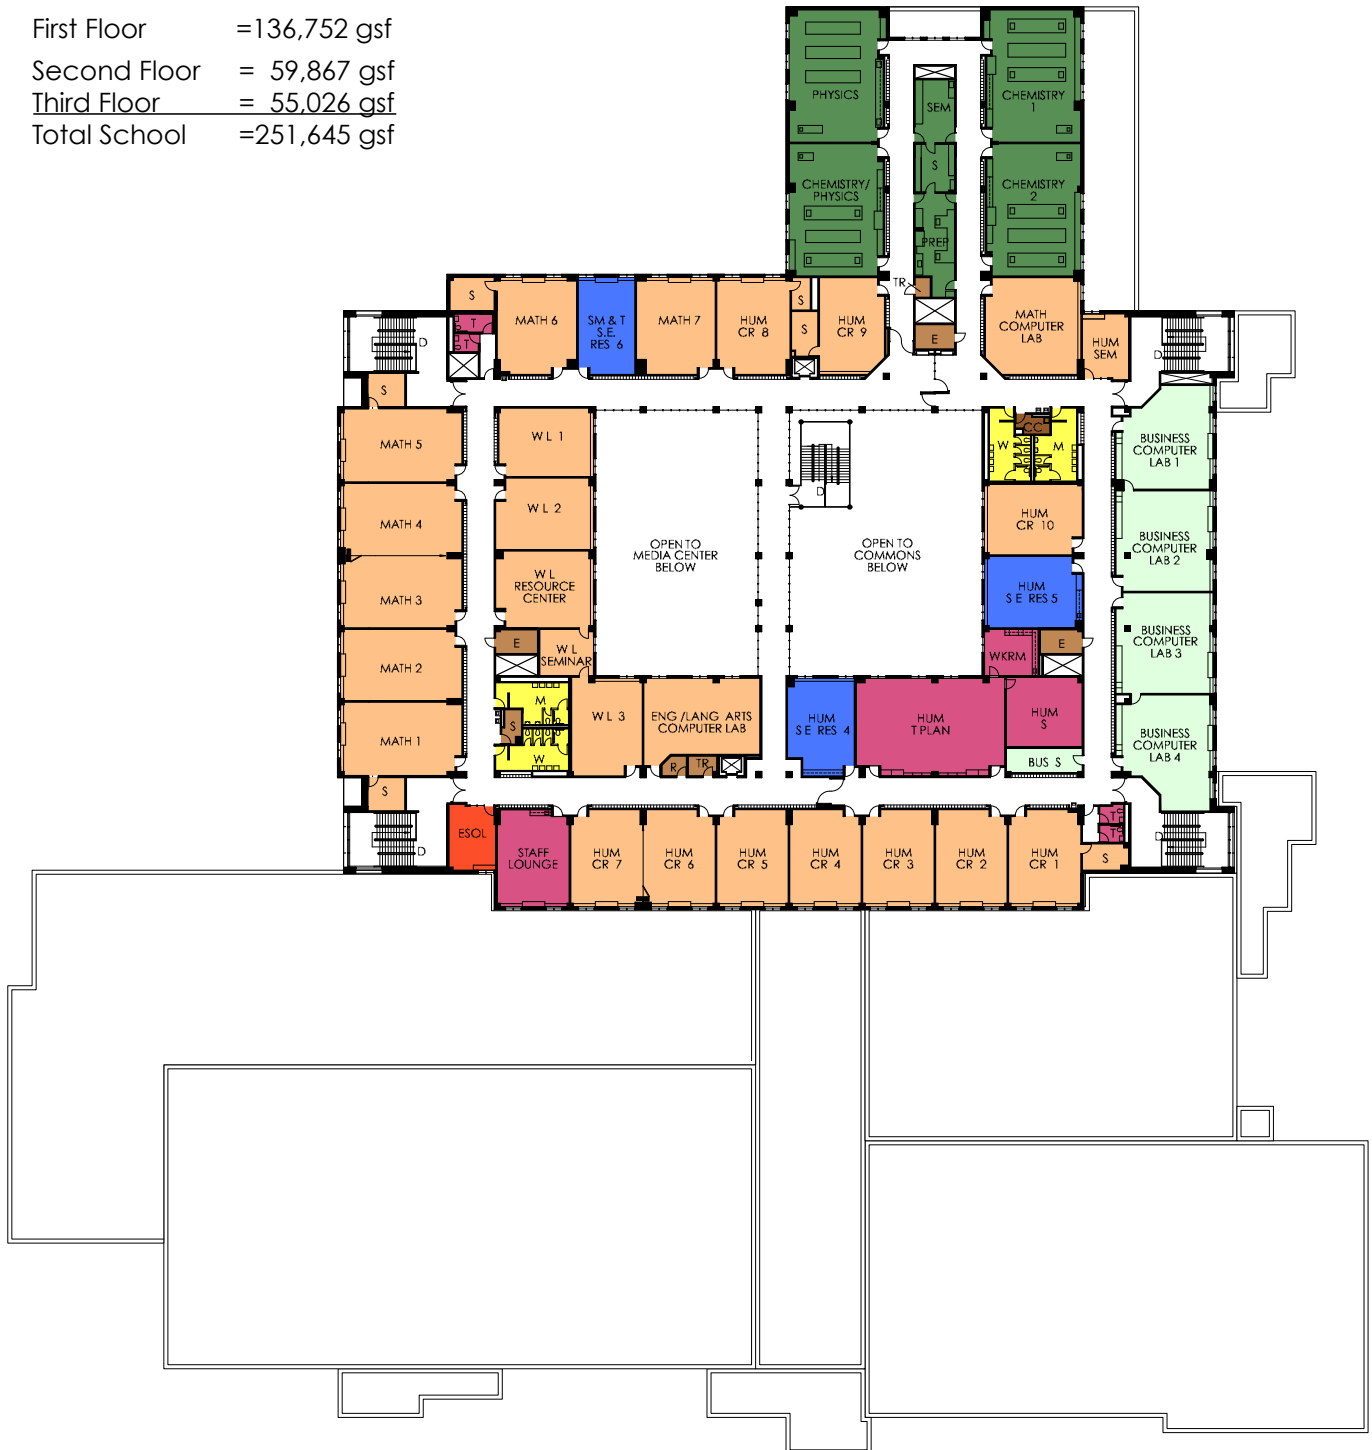 First Floor =136,752 gsf
Second Floor = 59,867 gsf
Third Floor = 55,026 gsf
Total School =251,645 gsf
PHYSICS
SEM
CHEMISTRY
1
S
CHEMISTRY/
PHYSICS
CHEMISTRY
2
PREP
TR
S
T
T
D
MATH 6
SM & T
S.E.
RES 6
MATH 7
HUM
CR 8
S
S
HUM
CR 9
E
MATH
COMPUTER
LAB
HUM
SEM
D
S
MATH 5
W L 1
CC
W
M
D
BUSINESS
COMPUTER
LAB 1
MATH 4
W L 2
HUM
CR 10
OPEN TO
MEDIA CENTER
BELOW
OPEN TO
COMMONS
BELOW
BUSINESS
COMPUTER
LAB 2
MATH 3
W L
RESOURCE
CENTER
HUM
S E RES 5
E
W L
SEMINAR
WKRM
E
BUSINESS
COMPUTER
LAB 3
MATH 2
M
S
W
MATH 1
W L 3
ENG /LANG ARTS
COMPUTER LAB
R
TR
HUM
S E RES 4
HUM
T PLAN
HUM
S
BUS S
BUSINESS
COMPUTER
LAB 4
S
D
ESOL
STAFF
LOUNGE
HUM
CR 7
HUM
CR 6
HUM
CR 5
HUM
CR 4
HUM
CR 3
HUM
CR 2
HUM
CR 1
T
T
S
D